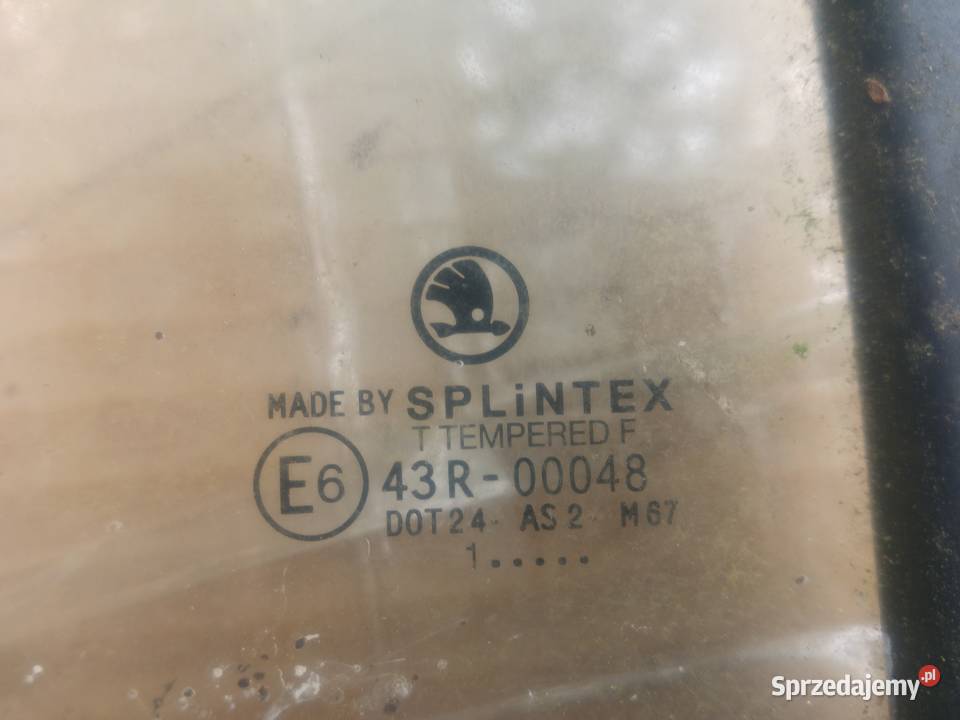 MADE BY SPLiNTEX
T TEMPERED F
E6 43R-00048
DOT24 AS2 M67
1.....
Sprzedajemy.pl